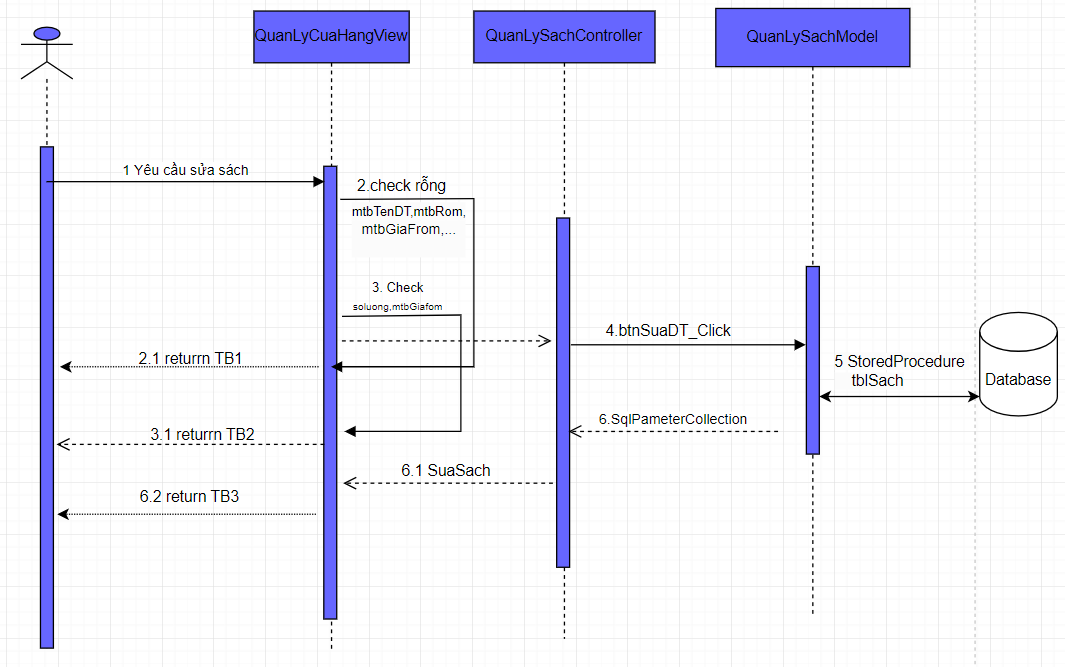 QuanLyCuaHangView
QuanLySachController
QuanLySachModel
1 Yêu cầu sửa sách
2.check rỗng
mtbTenDT,mtbRom,
mtbGiaFrom,...
3. Check
soluong,mtbGiafom
4.btnSuaDT_Click
2.1 returrn TB1
5 StoredProcedure
tblSach
Database
6.SqlPameterCollection
3.1 returrn TB2
6.1 SuaSach
6.2 return TB3